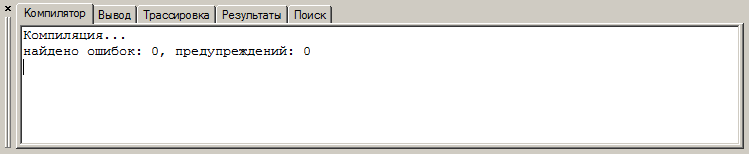 Компилятор Вывод Трассировка Результаты Поиск
Компиляция...
найдено ошибок: 0, предупреждений: 0